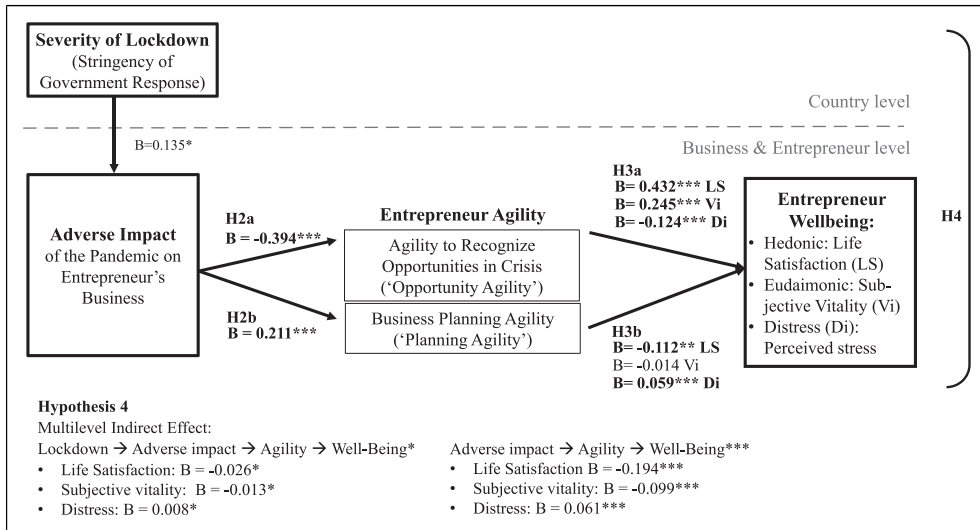 Severity of Lockdown
(Stringency of
Government Response)
Country level
B=0.135*
Business & Entrepreneur level
Adverse Impact
of the Pandemic on
Entrepreneur's
Business
H2a
B = -0.394***
H2b
B = 0.211***
Entrepreneur Agility
Agility to Recognize
Opportunities in Crisis
('Opportunity Agility')
Business Planning Agility
('Planning Agility')
H3a
B= 0.432*** LS
B= 0.245*** Vi
B= -0.124*** Di
H3b
B= -0.112** LS
B= -0.014 Vi
B= 0.059*** Di
Entrepreneur
Wellbeing:
• Hedonic: Life
Satisfaction (LS)
• Eudaimonic: Sub-
jective Vitality (Vi)
• Distress (Di):
Perceived stress
H4
Hypothesis 4
Multilevel Indirect Effect:
Lockdown → Adverse impact → Agility → Well-Being*
• Life Satisfaction: B = -0.026*
• Subjective vitality: B = -0.013*
• Distress: B = 0.008*
Adverse impact → Agility → Well-Being***
• Life Satisfaction B = -0.194***
• Subjective vitality: B = -0.099***
• Distress: B = 0.061***